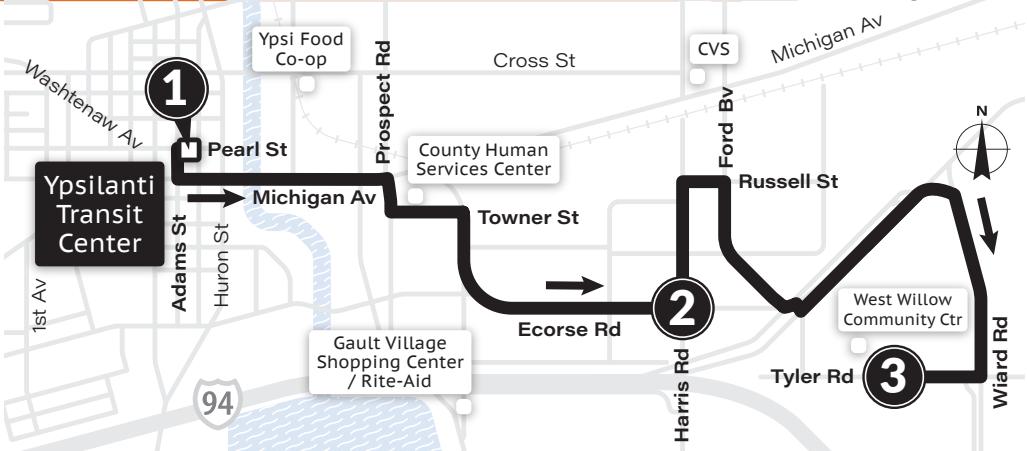 Ypsi Food
Co-op
Prospect Rd
Cross St
CVS
Michigan Av
Washtenaw Av
1
Pearl St
County Human
Services Center
Ford Bv
N
Ypsilanti
Transit
Center
Michigan Av
Russell St
Towner St
Adams St
Huron St
1st Av
2
Ecorse Rd
West Willow
Community Ctr
Gault Village
Shopping Center
/ Rite-Aid
Harris Rd
Tyler Rd
3
Wiard Rd
94